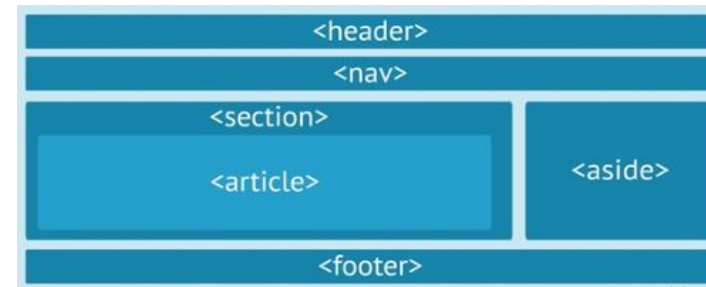 <header>
<nav>
<section>
<article>
<aside>
<footer>